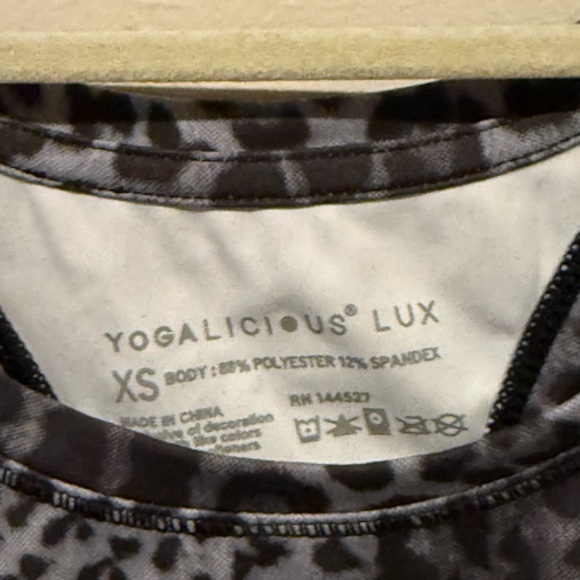 YOGALICIOUS® LUX
XS BODY : 88% POLYESTER 12% SPANDEX
RN 144527
MADE IN CHINA
of decoration
like colors